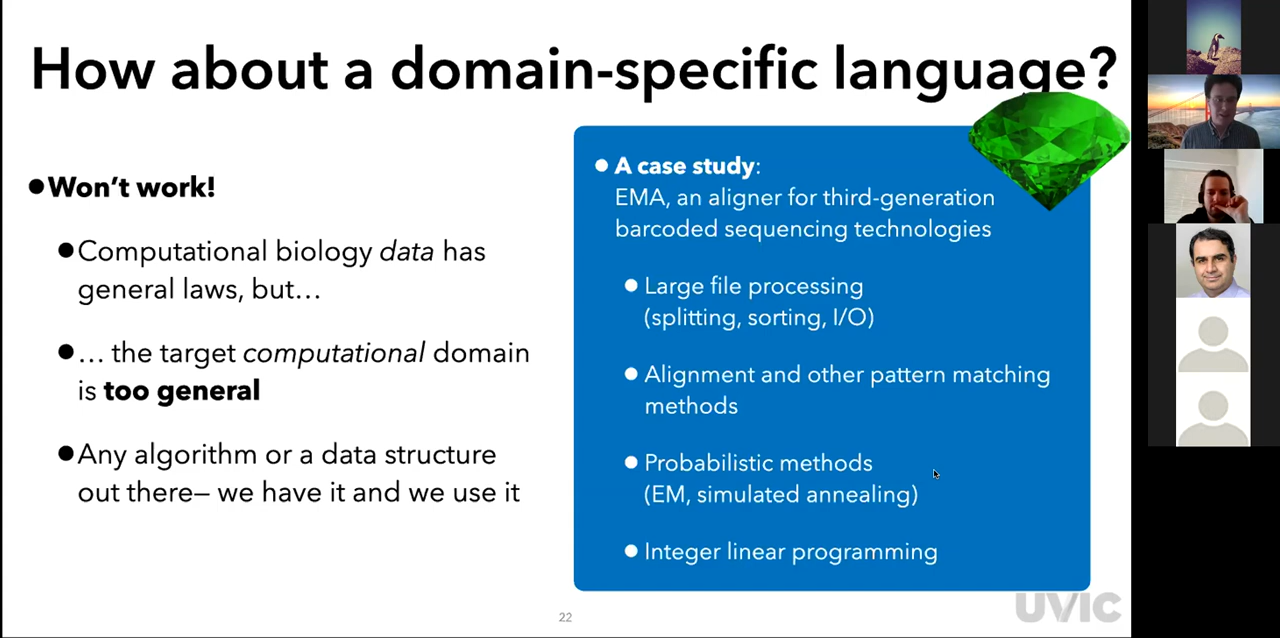 How about a domain-specific language?
●Won't work!
●Computational biology data has
general laws, but…
●… the target computational domain
is too general
●Any algorithm or a data structure
out there– we have it and we use it
● A case study:
EMA, an aligner for third-generation
barcoded sequencing technologies
● Large file processing
(splitting, sorting, I/O)
● Alignment and other pattern matching
methods
● Probabilistic methods
(EM, simulated annealing)
● Integer linear programming
22
UVIC